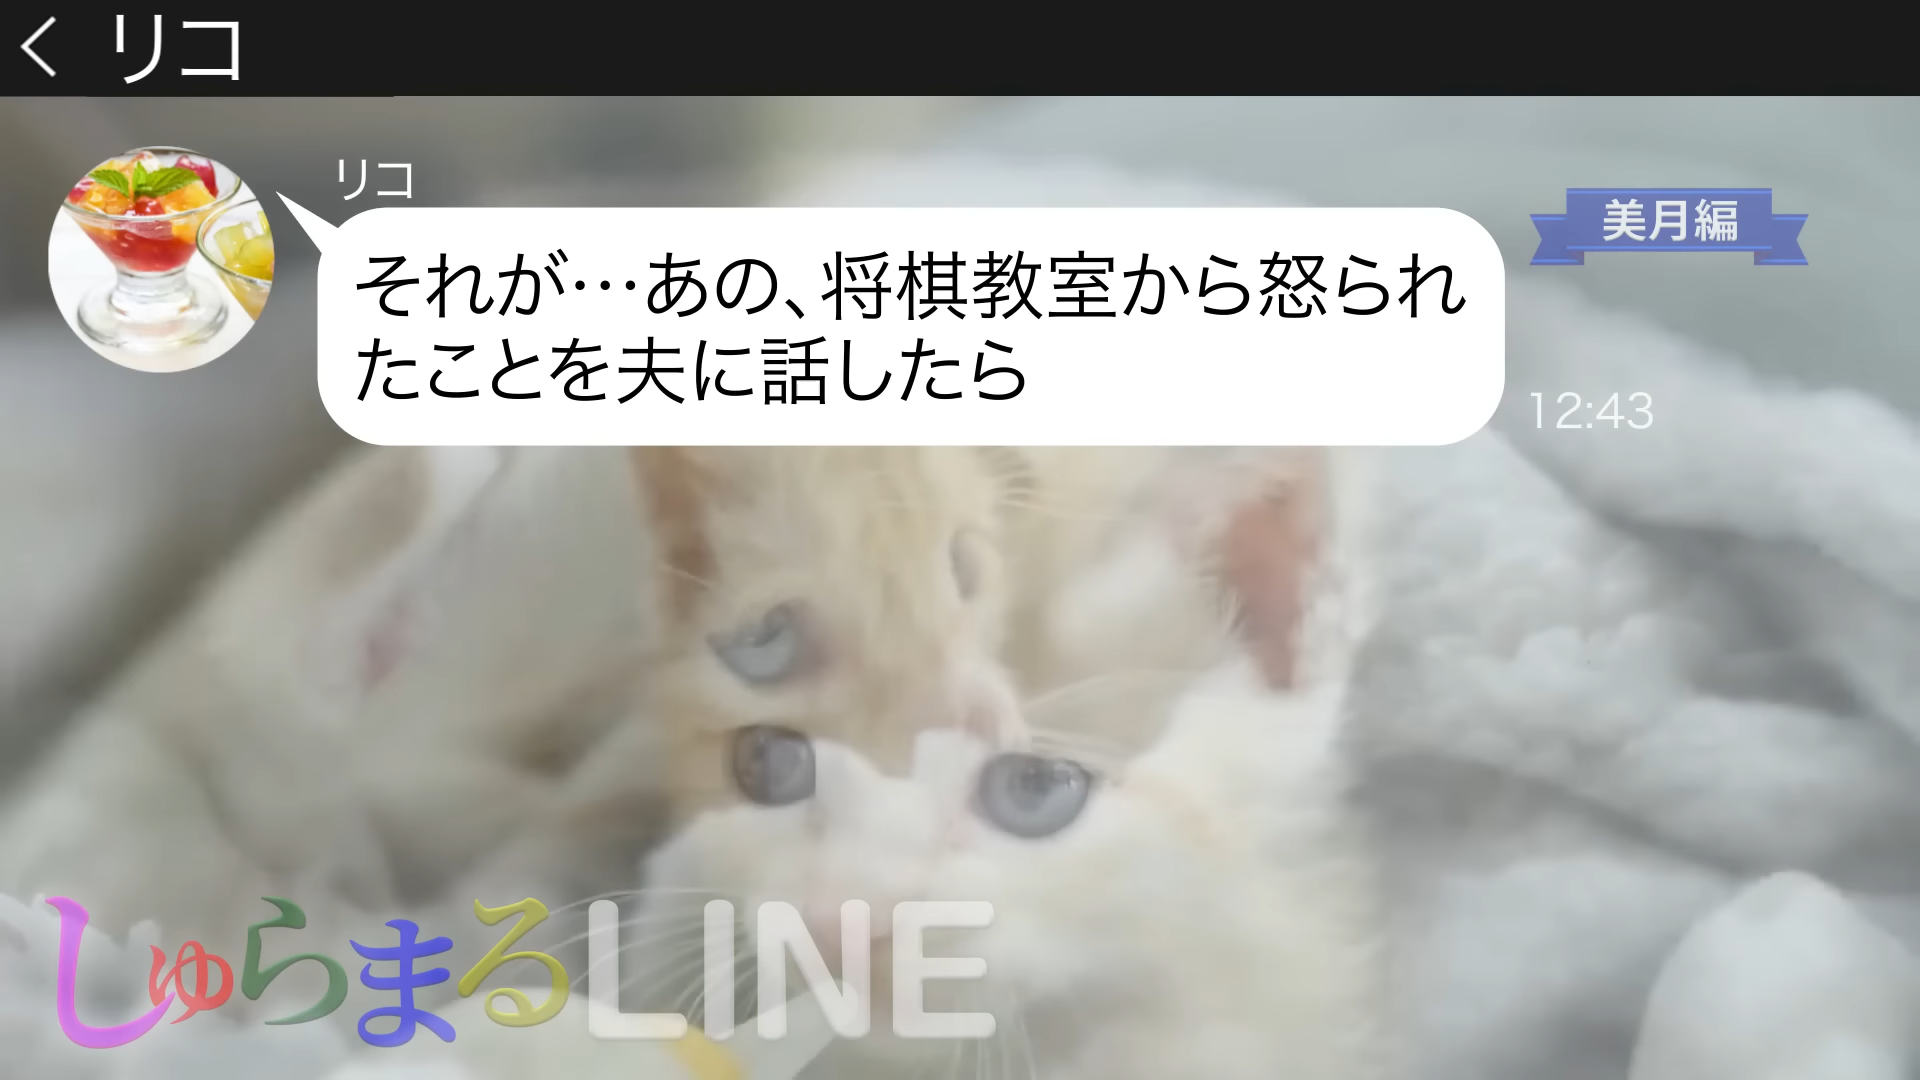 リコ
リコ
美月編
それが…あの、将棋教室から怒られ
たことを夫に話したら
12:43
しゅらまるLINE